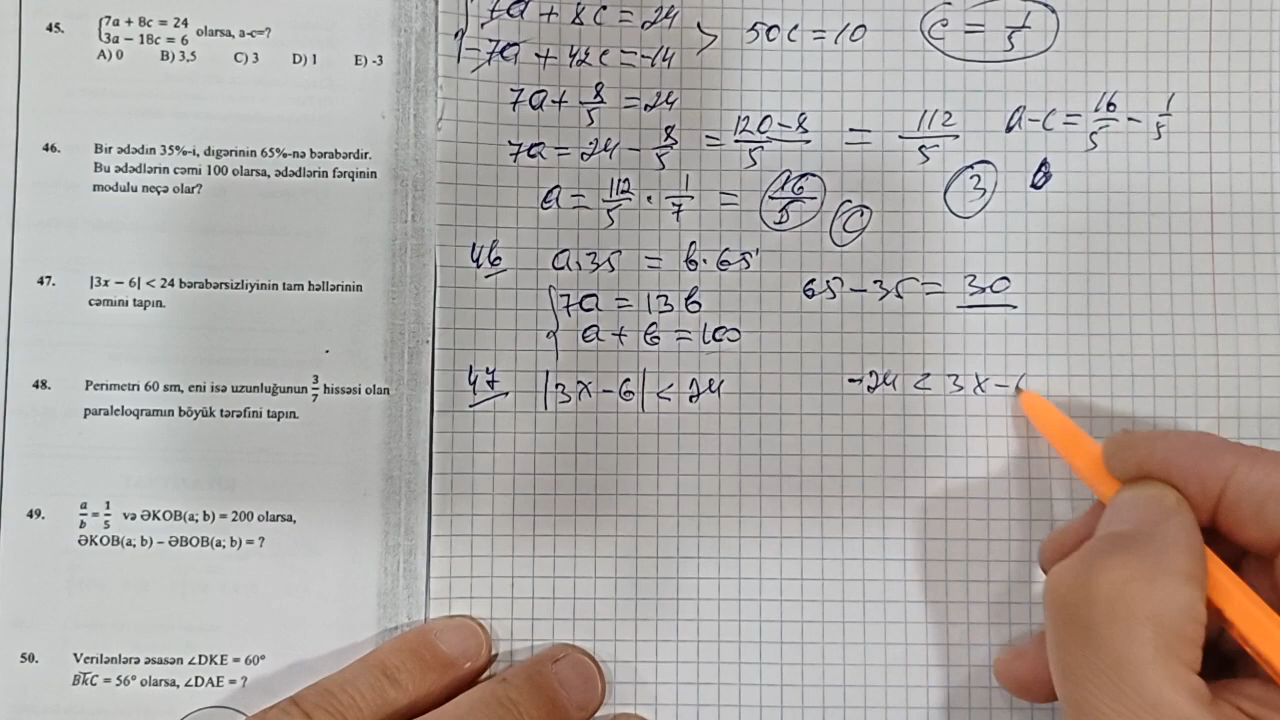 45. {7a + 8c = 24
{3a − 18c = 6 olarsa, a-c=?
A) 0 B) 3,5 C) 3 D) 1 E) -3
46. Bir ədədin 35%-i, digərinin 65%-nə bərabərdir.
Bu ədədlərin cəmi 100 olarsa, ədədlərin fərqinin
modulu neçə olar?
47. |3x − 6| < 24 bərabərsizliyinin tam həllərinin
cəmini tapın.
48. Perimetri 60 sm, eni isə uzunluğunun 3/7 hissəsi olan
paraleloqramın böyük tərəfini tapın.
49. a/b = 1/5 və ƏKOB(a; b) = 200 olarsa,
ƏKOB(a; b) − ƏBOB(a; b) = ?
50. Verilənlərə əsasən ∠DKE = 60°
BkC = 56° olarsa, ∠DAE = ?
7a + 8c = 24
-7a + 42c = -14 > 50c = 10 c = 1/5
7a + 8/5 = 24
7a = 24 - 8/5 = 120-8/5 = 112/5 a-c = 16/5 - 1/5
a = 112/5 · 1/7 = 16/5 C 3
46 a.35 = b.65
{7a = 13b 65-35 = 30
a + b = 100
47 |3x-6| < 24 -24 < 3x-6